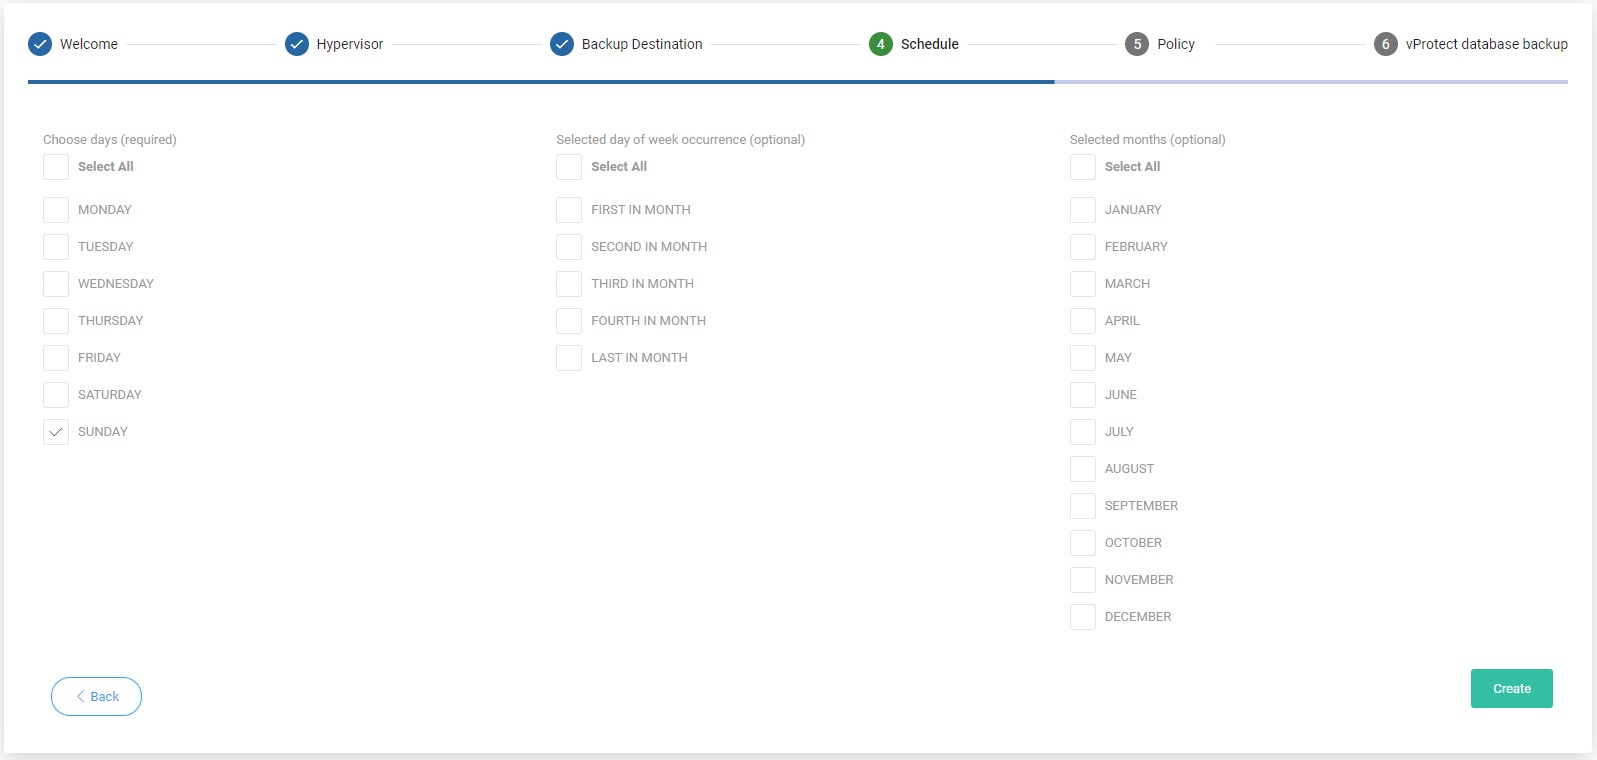 Welcome
Hypervisor
Backup Destination
4 Schedule
5 Policy
6 vProtect database backup
Choose days (required)
Select All
MONDAY
TUESDAY
WEDNESDAY
THURSDAY
FRIDAY
SATURDAY
SUNDAY
Selected day of week occurrence (optional)
Select All
FIRST IN MONTH
SECOND IN MONTH
THIRD IN MONTH
FOURTH IN MONTH
LAST IN MONTH
Selected months (optional)
Select All
JANUARY
FEBRUARY
MARCH
APRIL
MAY
JUNE
JULY
AUGUST
SEPTEMBER
OCTOBER
NOVEMBER
DECEMBER
Back
Create